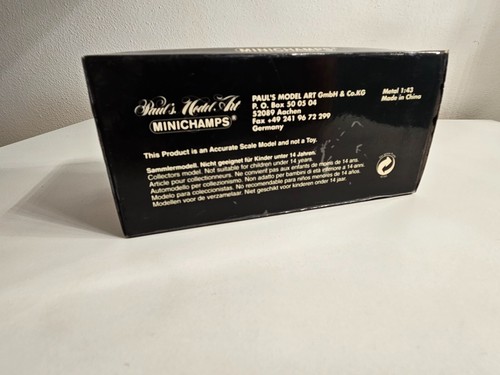 MINICHAMPS
Paul's Model Art
MINICHAMPS®
PAUL'S MODEL ART GmbH & Co.KG
P. O. Box 50 05 04
52089 Aachen
Fax +49 241 96 72 299
Germany
Metal 1:43
Made in China
This Product is an Accurate Scale Model and not a Toy.
Sammlermodell. Nicht geeignet für Kinder unter 14 Jahren.
Collectors model. Not suitable for children under 14 years.
Article pour collectionneurs. Ne convient pas aux enfants de moins de 14 ans.
Automodello per collezionismo. Non adatto per bambini di età inferiore a 14 anni.
Modelo para coleccionistas. No recomendable para niños menores de 14 años.
Modellen voor de verzamelaar. Niet geschikt voor kinderen onder 14 jaar.